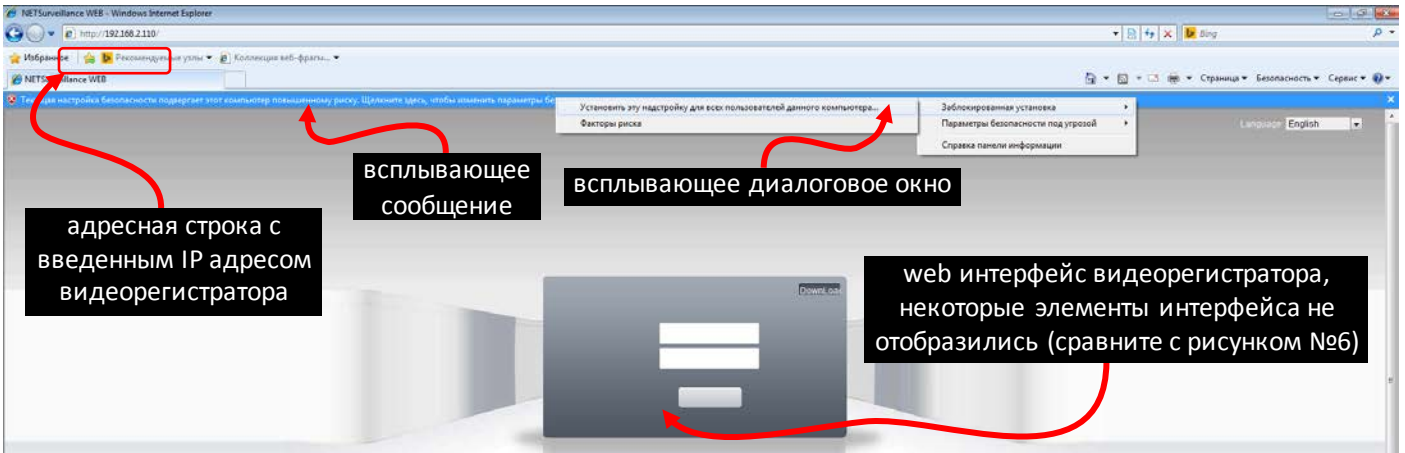 NETSurveillance WEB - Windows Internet Explorer
http://192.168.2.110/
Bing
Избранное
Рекомендуемые узлы
Коллекция веб-фрагм...
NETSurveillance WEB
Страница
Безопасность
Сервис
Текущая настройка безопасности подвергает этот компьютер повышенному риску. Щелкните здесь, чтобы изменить параметры
Установить эту надстройку для всех пользователей данного компьютера...
Факторы риска
Заблокированная установка
Параметры безопасности под угрозой
Справка панели информации
Language English
всплывающее
сообщение
всплывающее диалоговое окно
адресная строка с
введенным IP адресом
видеорегистратора
DownLoad
web интерфейс видеорегистратора,
некоторые элементы интерфейса не
отобразились (сравните с рисунком №6)